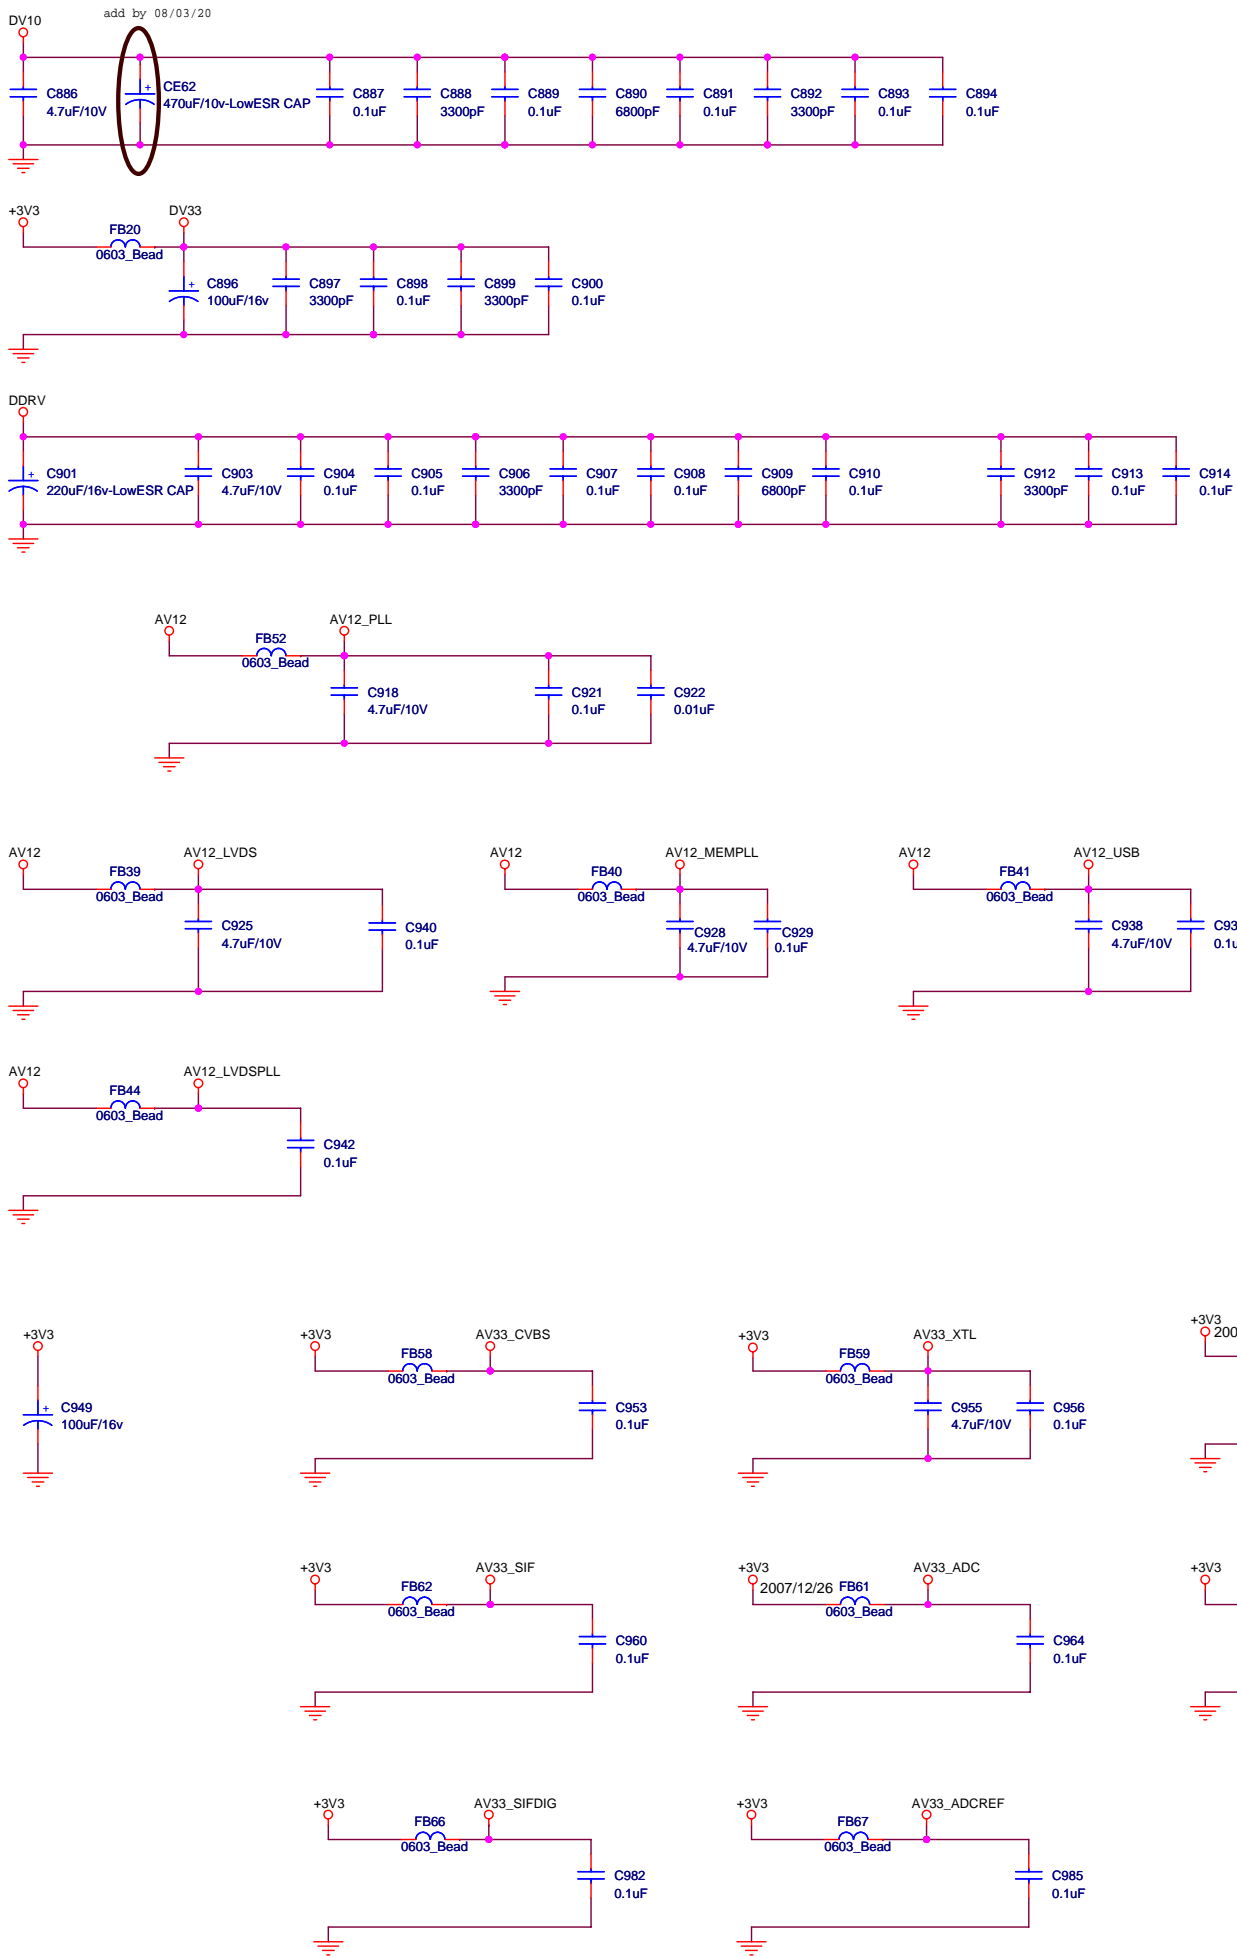 add by 08/03/20
DV10
C886
4.7uF/10V
CE62
470uF/10v-LowESR CAP
C887
0.1uF
C888
3300pF
C889
0.1uF
C890
6800pF
C891
0.1uF
C892
3300pF
C893
0.1uF
C894
0.1uF
+3V3
FB20
0603_Bead
DV33
C896
100uF/16v
C897
3300pF
C898
0.1uF
C899
3300pF
C900
0.1uF
DDRV
C901
220uF/16v-LowESR CAP
C903
4.7uF/10V
C904
0.1uF
C905
0.1uF
C906
3300pF
C907
0.1uF
C908
0.1uF
C909
6800pF
C910
0.1uF
C912
3300pF
C913
0.1uF
C914
0.1uF
AV12
FB52
0603_Bead
AV12_PLL
C918
4.7uF/10V
C921
0.1uF
C922
0.01uF
AV12
FB39
0603_Bead
AV12_LVDS
C925
4.7uF/10V
C940
0.1uF
AV12
FB40
0603_Bead
AV12_MEMPLL
C928
4.7uF/10V
C929
0.1uF
AV12
FB41
0603_Bead
AV12_USB
C938
4.7uF/10V
AV12
FB44
0603_Bead
AV12_LVDSPLL
C942
0.1uF
+3V3
C949
100uF/16v
+3V3
FB58
0603_Bead
AV33_CVBS
C953
0.1uF
+3V3
FB59
0603_Bead
AV33_XTL
C955
4.7uF/10V
C956
0.1uF
+3V3
+3V3
FB62
0603_Bead
AV33_SIF
C960
0.1uF
+3V3
2007/12/26
FB61
0603_Bead
AV33_ADC
C964
0.1uF
+3V3
+3V3
FB66
0603_Bead
AV33_SIFDIG
C982
0.1uF
+3V3
FB67
0603_Bead
AV33_ADCREF
C985
0.1uF